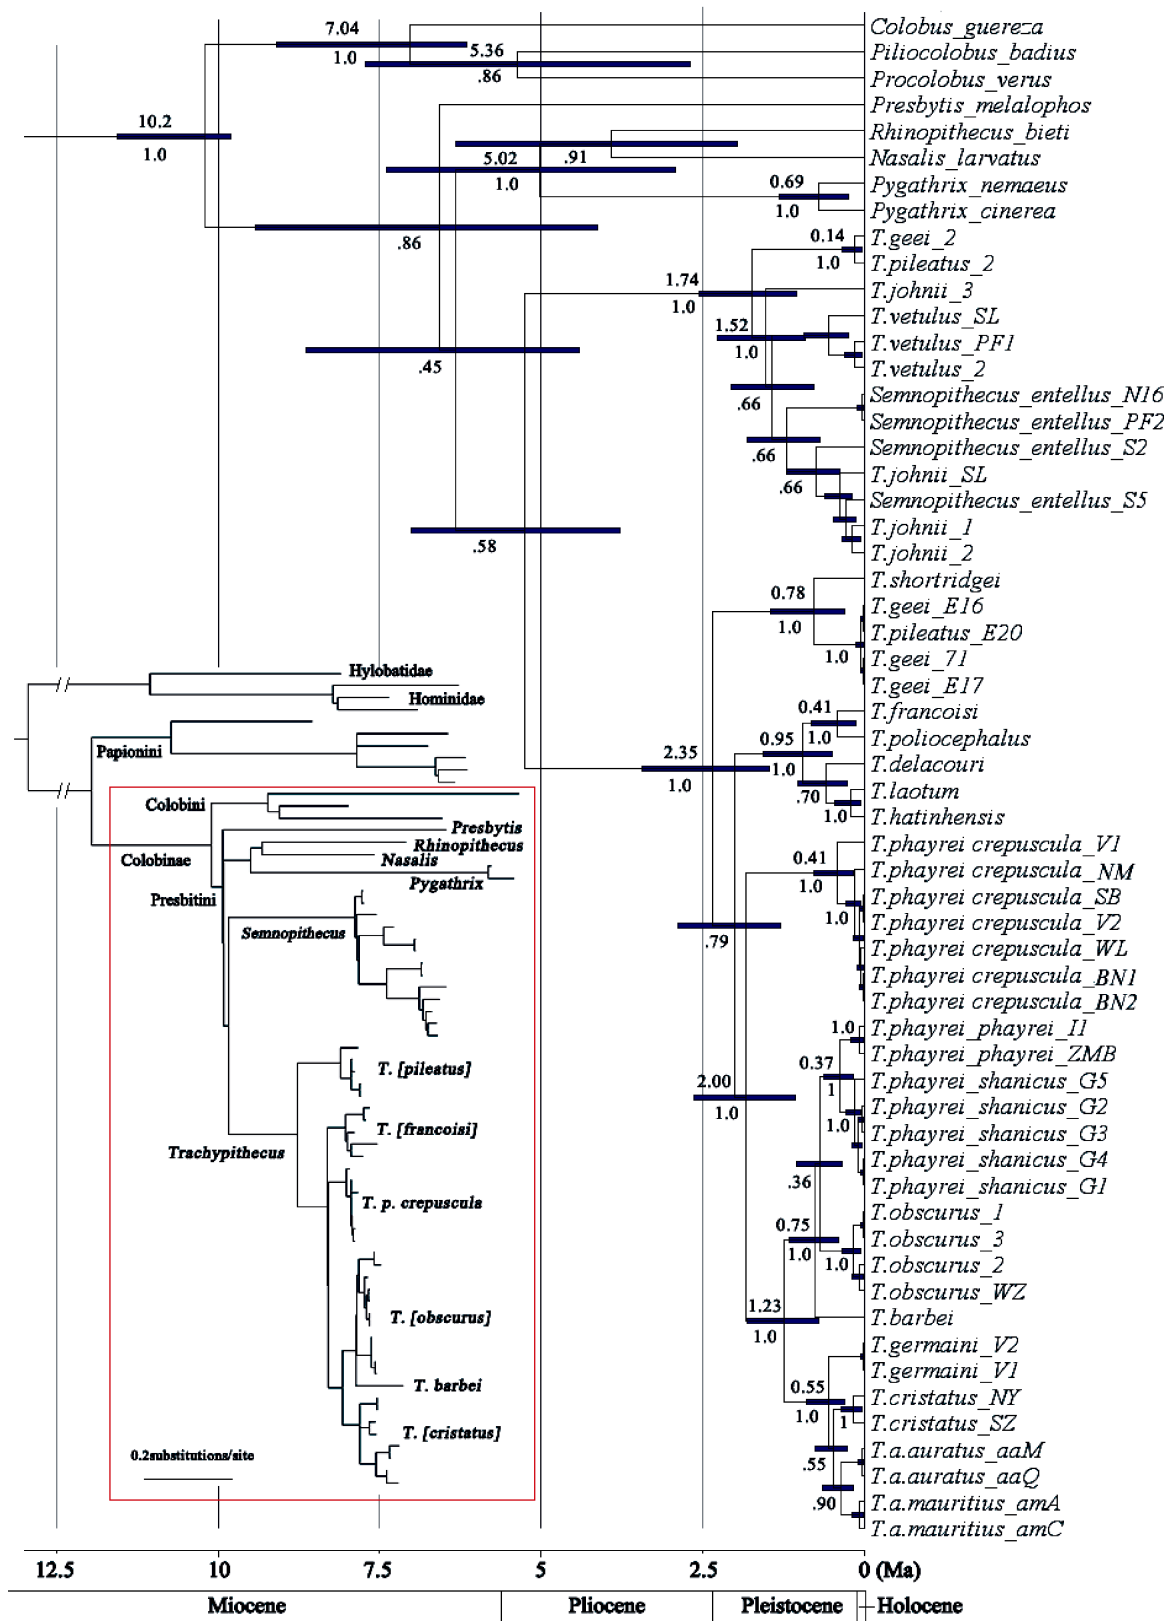 7.04
Colobus_guereza
1.0
5.36
Piliocolobus_badius
.86
Procolobus_verus
Presbytis_melalophos
10.2
1.0
Rhinopithecus_bieti
5.02
.91
Nasalis_larvatus
1.0
0.69
Pygathrix_nemaeus
1.0
Pygathrix_cinerea
.86
0.14
T.geei_2
1.0
T.pileatus_2
1.74
1.0
T.johnii_3
1.52
T.vetulus_SL
1.0
T.vetulus_PF1
.45
T.vetulus_2
.66
Semnopithecus_entellus_N16
Semnopithecus_entellus_PF2
.66
Semnopithecus_entellus_S2
.66
T.johnii_SL
Semnopithecus_entellus_S5
.58
T.johnii_1
T.johnii_2
0.78
T.shortridgei
1.0
T.geei_E16
T.pileatus_E20
1.0
T.geei_71
T.geei_E17
0.41
T.francoisi
1.0
T.poliocephalus
0.95
1.0
2.35
1.0
T.delacouri
.70
T.laotum
1.0
T.hatinhensis
T.phayrei crepuscula_V1
0.41
1.0
T.phayrei crepuscula_NM
T.phayrei crepuscula_SB
1.0
T.phayrei crepuscula_V2
.79
T.phayrei crepuscula_WL
T.phayrei crepuscula_BN1
T.phayrei crepuscula_BN2
1.0
T.phayrei_phayrei_I1
T.phayrei_phayrei_ZMB
0.37
1
T.phayrei_shanicus_G5
2.00
1.0
T.phayrei_shanicus_G2
1.0
T.phayrei_shanicus_G3
T.phayrei_shanicus_G4
.36
T.phayrei_shanicus_G1
T.obscurus_1
0.75
1.0
T.obscurus_3
1.0
T.obscurus_2
T.obscurus_WZ
1.23
1.0
T.barbei
T.germaini_V2
T.germaini_V1
0.55
1.0
T.cristatus_NY
1
T.cristatus_SZ
.55
T.a.auratus_aaM
T.a.auratus_aaQ
.90
T.a.mauritius_amA
T.a.mauritius_amC
Hylobatidae
Hominidae
Papionini
Colobini
Presbytis
Rhinopithecus
Colobinae
Nasalis
Pygathrix
Presbitini
Semnopithecus
T. [pileatus]
T. [francoisi]
Trachypithecus
T. p. crepuscula
T. [obscurus]
T. barbei
T. [cristatus]
0.2substitutions/site
12.5 10 7.5 5 2.5 0 (Ma)
Miocene Pliocene Pleistocene Holocene